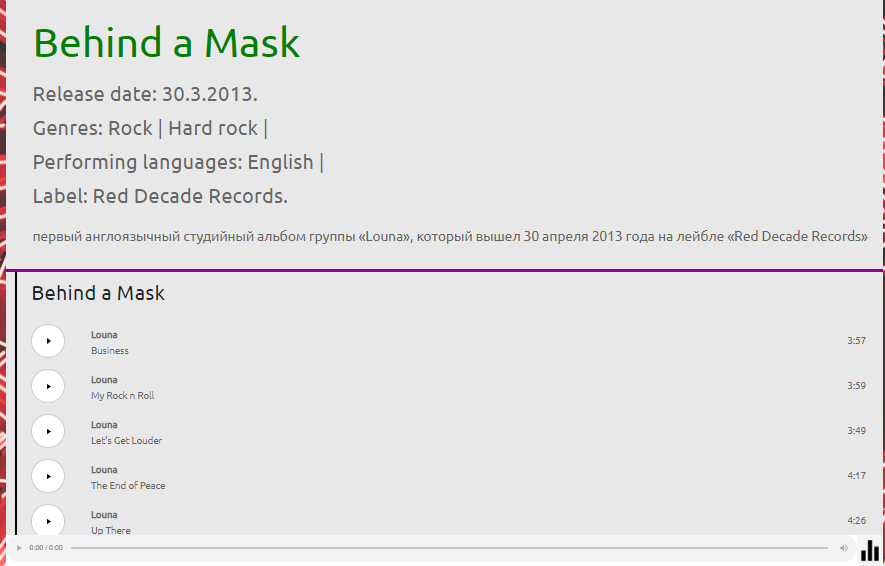 Behind a Mask
Release date: 30.3.2013.
Genres: Rock | Hard rock |
Performing languages: English |
Label: Red Decade Records.
первый англоязычный студийный альбом группы «Louna», который вышел 30 апреля 2013 года на лейбле «Red Decade Records»
Behind a Mask
Louna
Business 3:57
Louna
My Rock n Roll 3:59
Louna
Let's Get Louder 3:49
Louna
The End of Peace 4:17
Louna
Up There 4:26
0:00 / 0:00